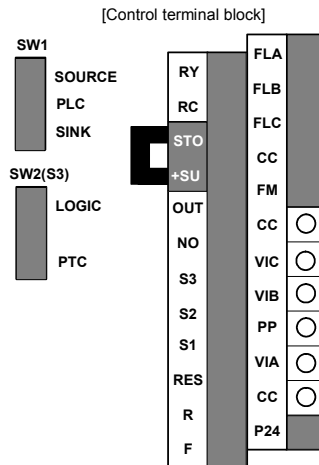 [Control terminal block]
SW1
SOURCE
PLC
SINK
SW2(S3)
LOGIC
PTC
RY
RC
STO
+SU
OUT
NO
S3
S2
S1
RES
R
F
FLA
FLB
FLC
CC
FM
CC
VIC
VIB
PP
VIA
CC
P24